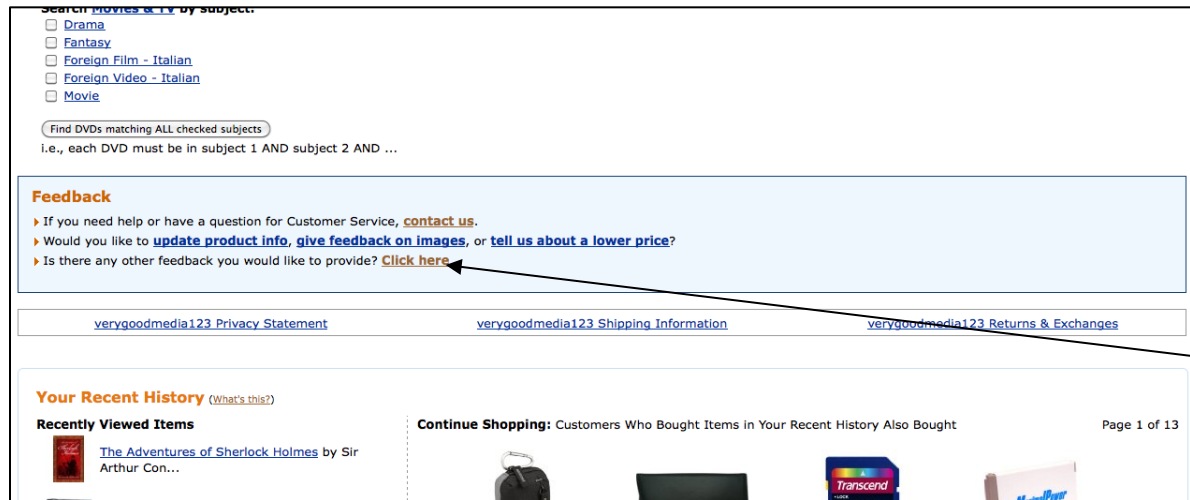 Search Movies & TV by subject:
Drama
Fantasy
Foreign Film - Italian
Foreign Video - Italian
Movie
Find DVDs matching ALL checked subjects
i.e., each DVD must be in subject 1 AND subject 2 AND ...
Feedback
If you need help or have a question for Customer Service, contact us.
Would you like to update product info, give feedback on images, or tell us about a lower price?
Is there any other feedback you would like to provide? Click here
verygoodmedia123 Privacy Statement verygoodmedia123 Shipping Information verygoodmedia123 Returns & Exchanges
Your Recent History (What's this?)
Recently Viewed Items
The Adventures of Sherlock Holmes by Sir
Arthur Con...
Continue Shopping: Customers Who Bought Items in Your Recent History Also Bought Page 1 of 13
Transcend